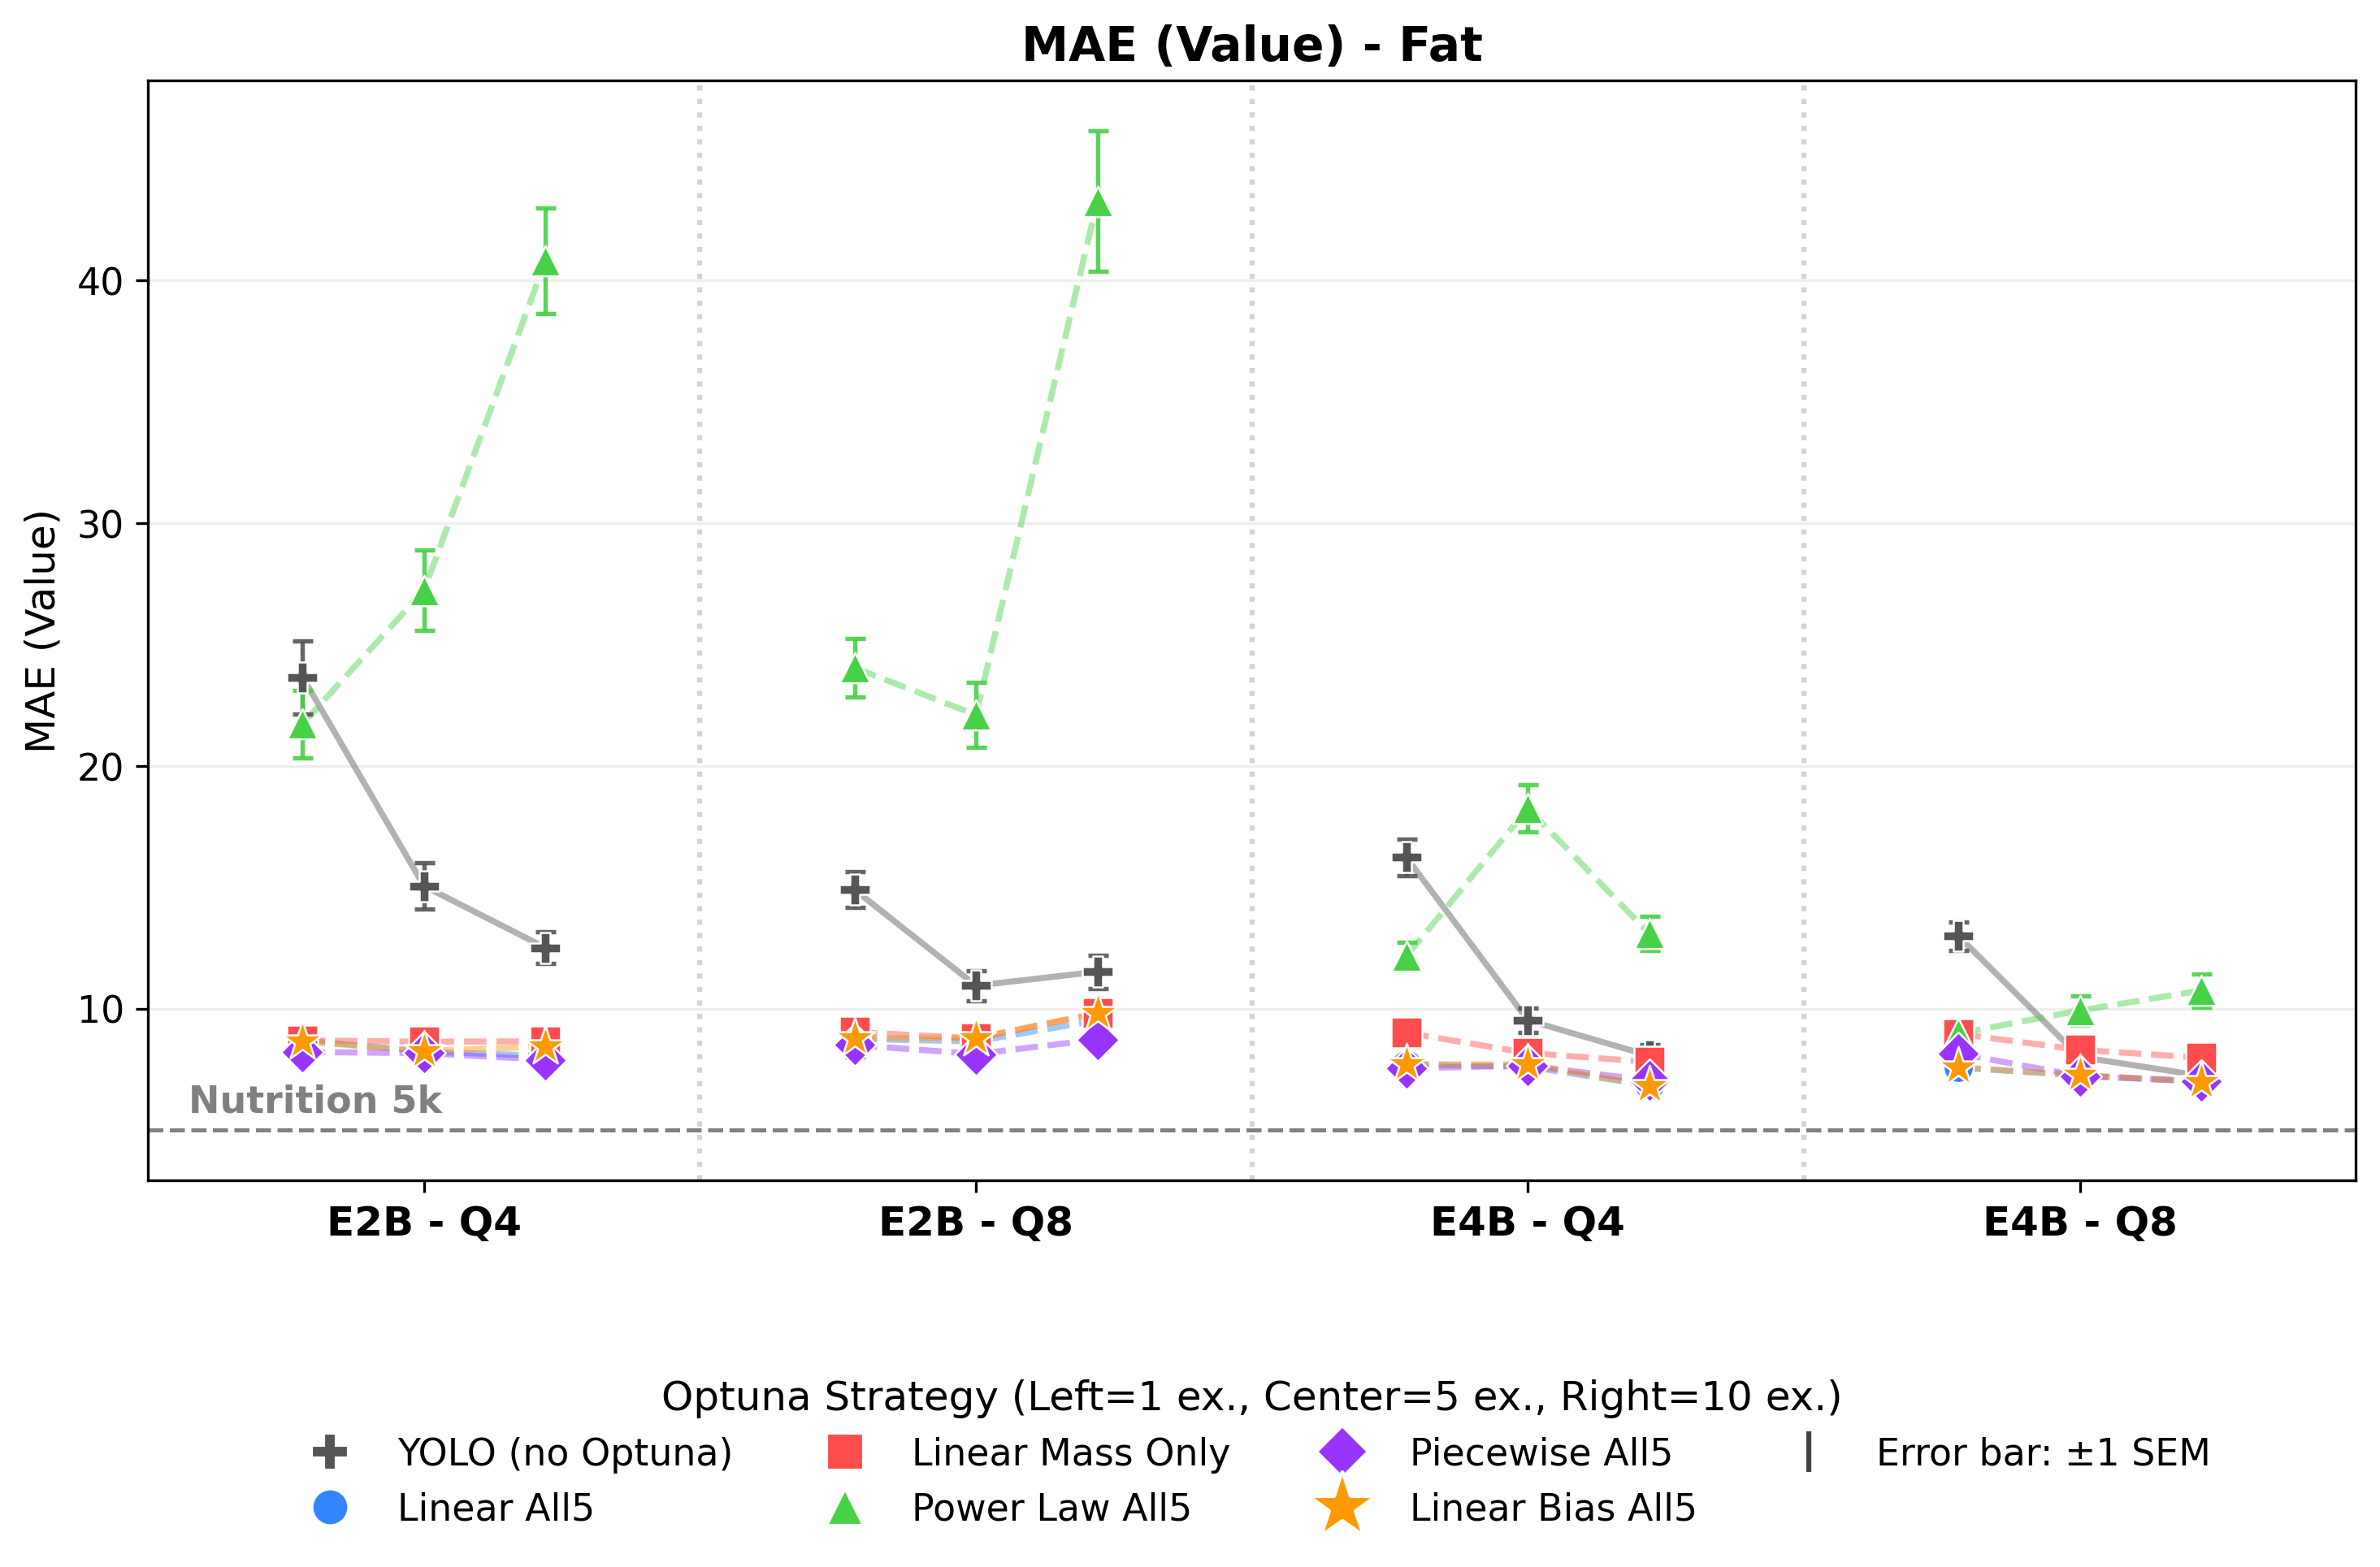 MAE (Value) - Fat
MAE (Value)
40
30
20
10
Nutrition 5k
E2B - Q4
E2B - Q8
E4B - Q4
E4B - Q8
Optuna Strategy (Left=1 ex., Center=5 ex., Right=10 ex.)
YOLO (no Optuna)
Linear All5
Linear Mass Only
Power Law All5
Piecewise All5
Linear Bias All5
Error bar: ±1 SEM